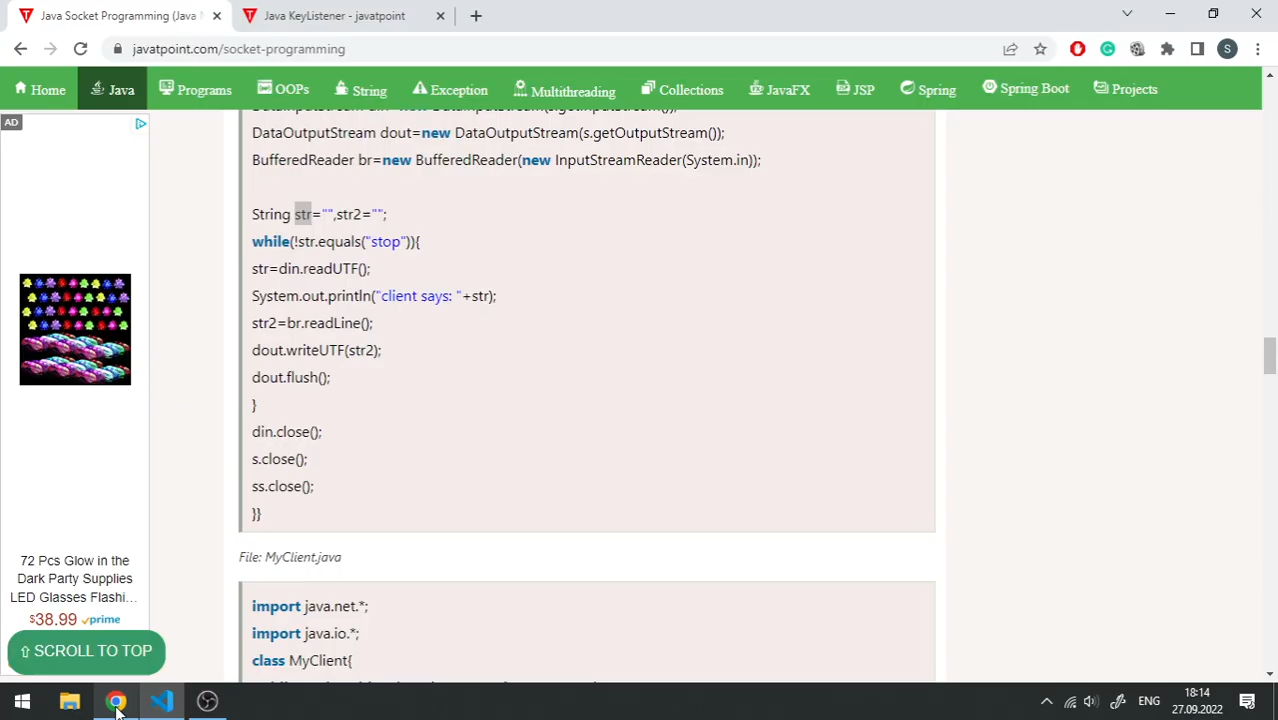 Java Socket Programming (Java N
Java KeyListener - javatpoint
javatpoint.com/socket-programming
S
Home
Java
Programs
OOPs
String
Exception
Multithreading
Collections
JavaFX
JSP
Spring
Spring Boot
Projects
AD
DataOutputStream dout=new DataOutputStream(s.getOutputStream());
BufferedReader br=new BufferedReader(new InputStreamReader(System.in));
String str="",str2="";
while(!str.equals("stop")){
str=din.readUTF();
System.out.println("client says: "+str);
str2=br.readLine();
dout.writeUTF(str2);
dout.flush();
}
din.close();
s.close();
ss.close();
}}
File: MyClient.java
import java.net.*;
import java.io.*;
class MyClient{
72 Pcs Glow in the
Dark Party Supplies
LED Glasses Flashi...
$38.99 prime
⇧ SCROLL TO TOP
ENG
18:14
27.09.2022